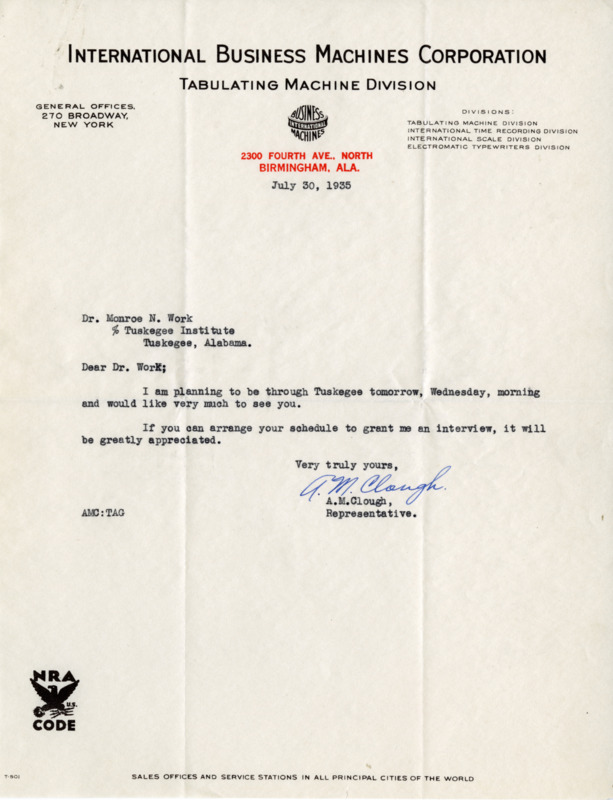 INTERNATIONAL BUSINESS MACHINES CORPORATION
TABULATING MACHINE DIVISION
GENERAL OFFICES,
270 BROADWAY,
NEW YORK
BUSINESS
INTERNATIONAL
MACHINES
DIVISIONS:
TABULATING MACHINE DIVISION
INTERNATIONAL TIME RECORDING DIVISION
INTERNATIONAL SCALE DIVISION
ELECTROMATIC TYPEWRITERS DIVISION
2300 FOURTH AVE., NORTH
BIRMINGHAM, ALA.
July 30, 1935
Dr. Monroe N. Work
% Tuskegee Institute
Tuskegee, Alabama.
Dear Dr. Work;
I am planning to be through Tuskegee tomorrow, Wednesday, morning
and would like very much to see you.
If you can arrange your schedule to grant me an interview, it will
be greatly appreciated.
Very truly yours,
A. M. Clough.
A.M.Clough,
AMC:TAG Representative.
NRA
U.S.
CODE
T-801
SALES OFFICES AND SERVICE STATIONS IN ALL PRINCIPAL CITIES OF THE WORLD